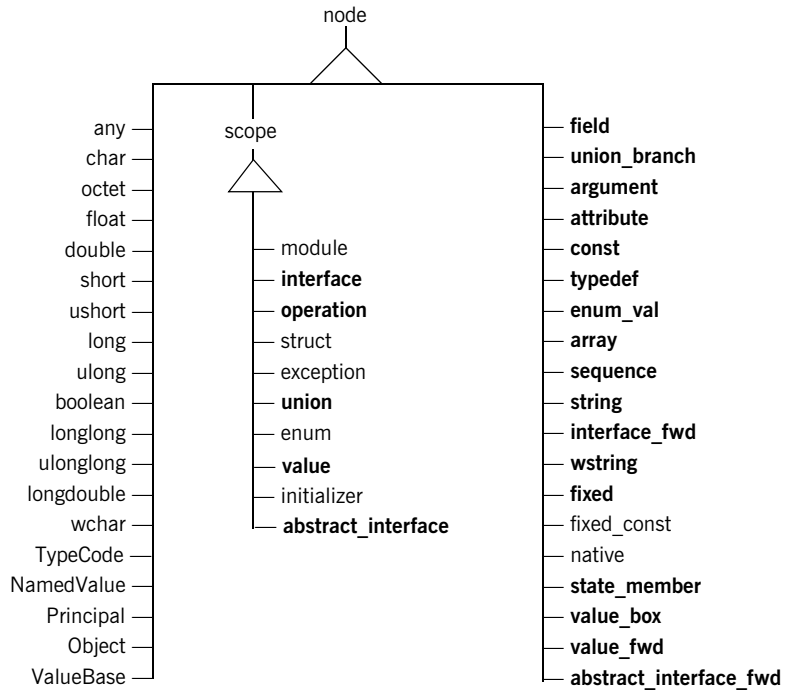 node
any
char
octet
float
double
short
ushort
long
ulong
boolean
longlong
ulonglong
longdouble
wchar
TypeCode
NamedValue
Principal
Object
ValueBase
scope
module
interface
operation
struct
exception
union
enum
value
initializer
abstract_interface
field
union_branch
argument
attribute
const
typedef
enum_val
array
sequence
string
interface_fwd
wstring
fixed
fixed_const
native
state_member
value_box
value_fwd
abstract_interface_fwd